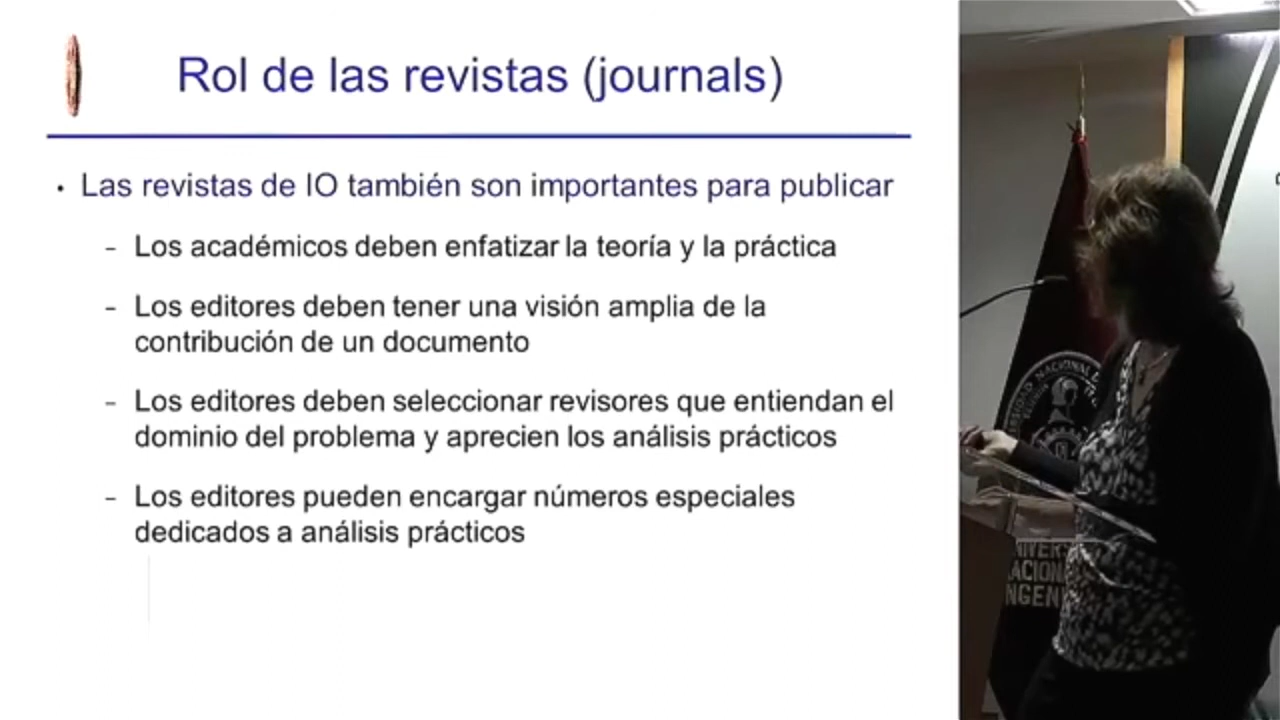 Rol de las revistas (journals)
• Las revistas de IO también son importantes para publicar
– Los académicos deben enfatizar la teoría y la práctica
– Los editores deben tener una visión amplia de la
contribución de un documento
– Los editores deben seleccionar revisores que entiendan el
dominio del problema y aprecien los análisis prácticos
– Los editores pueden encargar números especiales
dedicados a análisis prácticos
NACIONAL